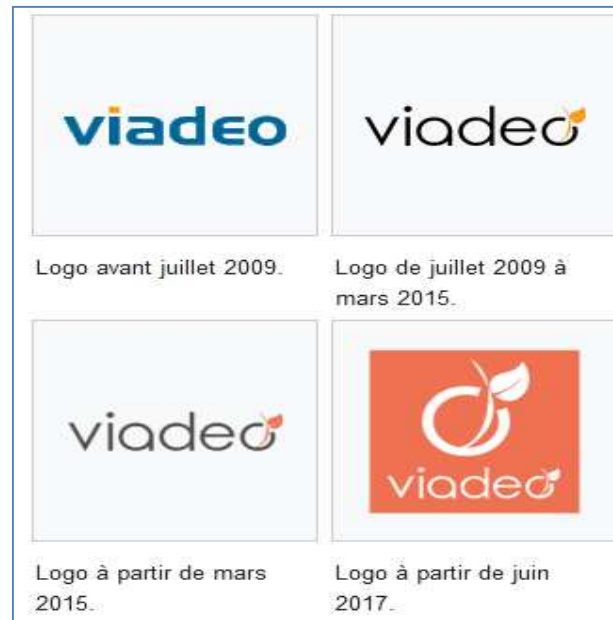 viadeo
viadeo
Logo avant juillet 2009.
Logo de juillet 2009 à
mars 2015.
viadeo
viadeo
Logo à partir de mars
2015.
Logo à partir de juin
2017.